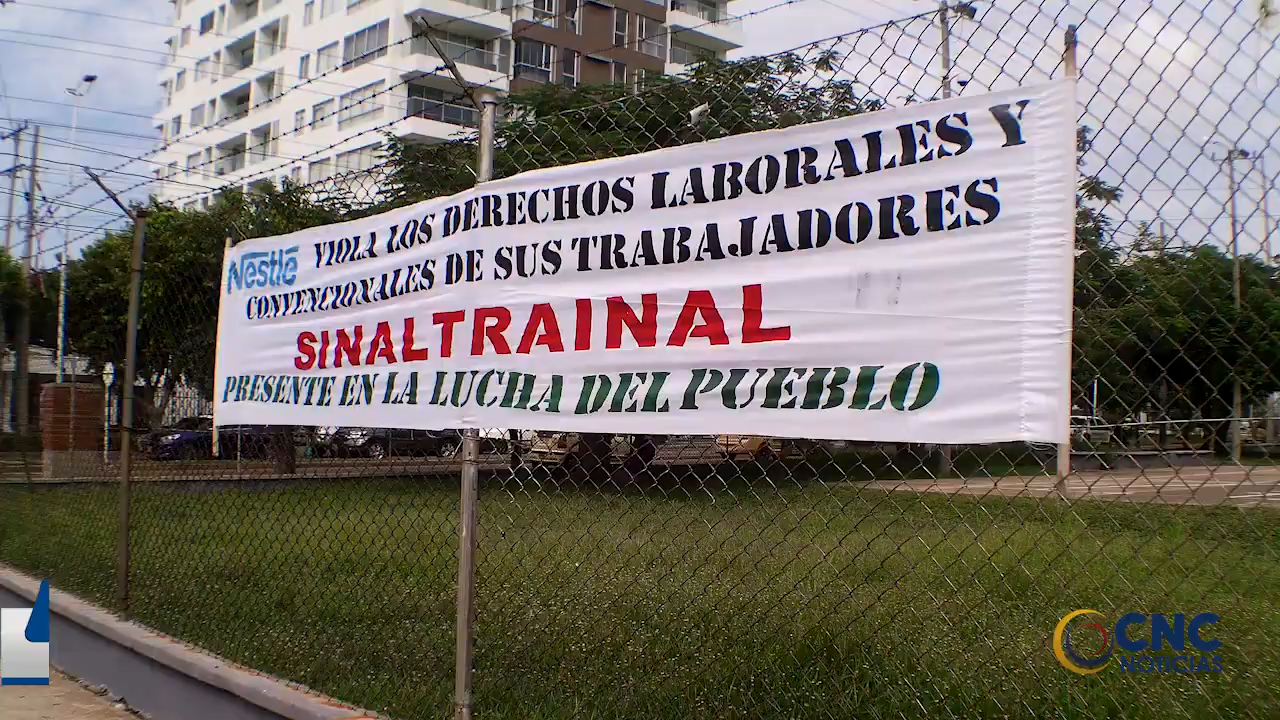 Nestlé VIOLA LOS DERECHOS LABORALES Y
CONVENCIONALES DE SUS TRABAJADORES
SINALTRAINAL
PRESENTE EN LA LUCHA DEL PUEBLO
CNC
NOTICIAS